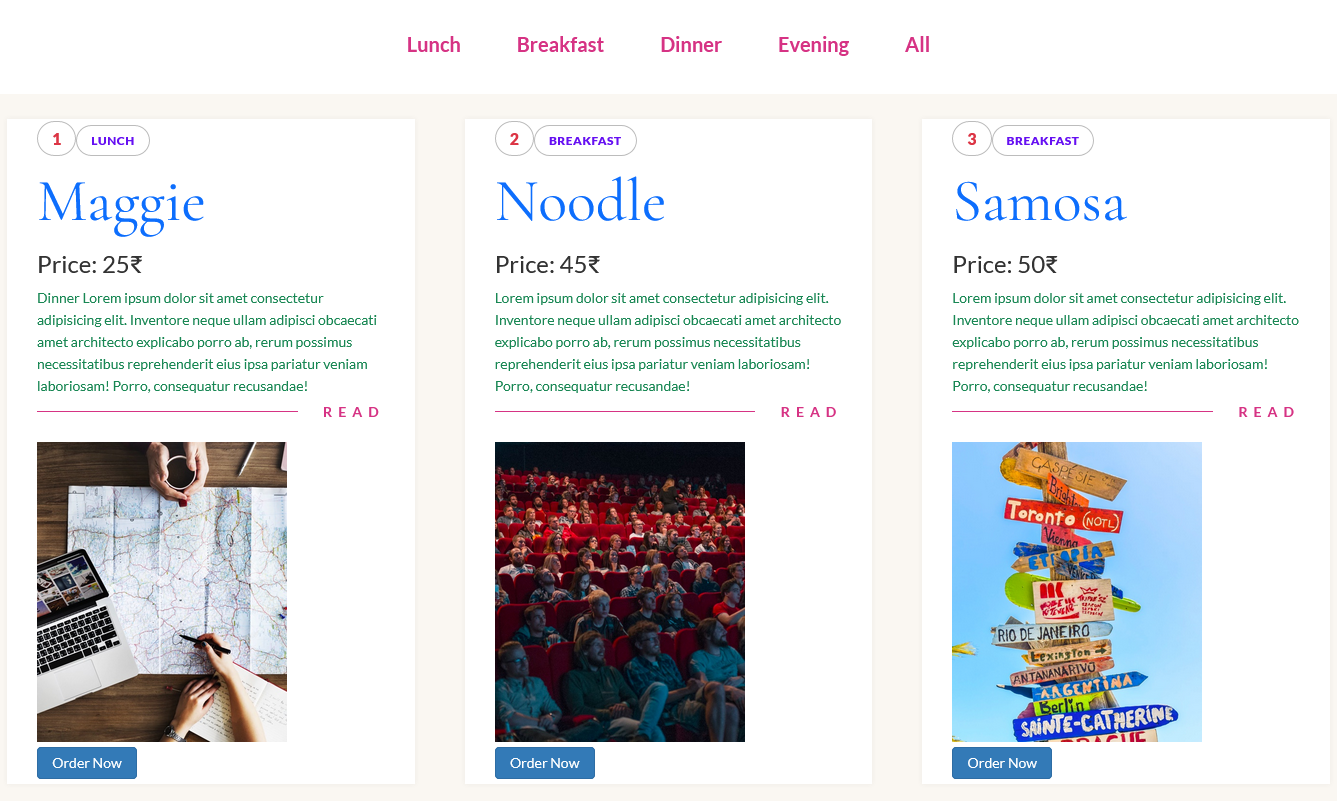 Lunch Breakfast Dinner Evening All
1 LUNCH
Maggie
Price: 25₹
Dinner Lorem ipsum dolor sit amet consectetur
adipisicing elit. Inventore neque ullam adipisci obcaecati
amet architecto explicabo porro ab, rerum possimus
necessitatibus reprehenderit eius ipsa pariatur veniam
laboriosam! Porro, consequatur recusandae!
READ
Order Now
2 BREAKFAST
Noodle
Price: 45₹
Lorem ipsum dolor sit amet consectetur adipisicing elit.
Inventore neque ullam adipisci obcaecati amet architecto
explicabo porro ab, rerum possimus necessitatibus
reprehenderit eius ipsa pariatur veniam laboriosam!
Porro, consequatur recusandae!
READ
Order Now
3 BREAKFAST
Samosa
Price: 50₹
Lorem ipsum dolor sit amet consectetur adipisicing elit.
Inventore neque ullam adipisci obcaecati amet architecto
explicabo porro ab, rerum possimus necessitatibus
reprehenderit eius ipsa pariatur veniam laboriosam!
Porro, consequatur recusandae!
READ
GASPÉSIE
Toronto (NOTL)
Vienna
RIO DE JANEIRO
Lexington
ANTANANARIVO
ARGENTINA
Berlin
SAINTE-CATHERINE
Order Now